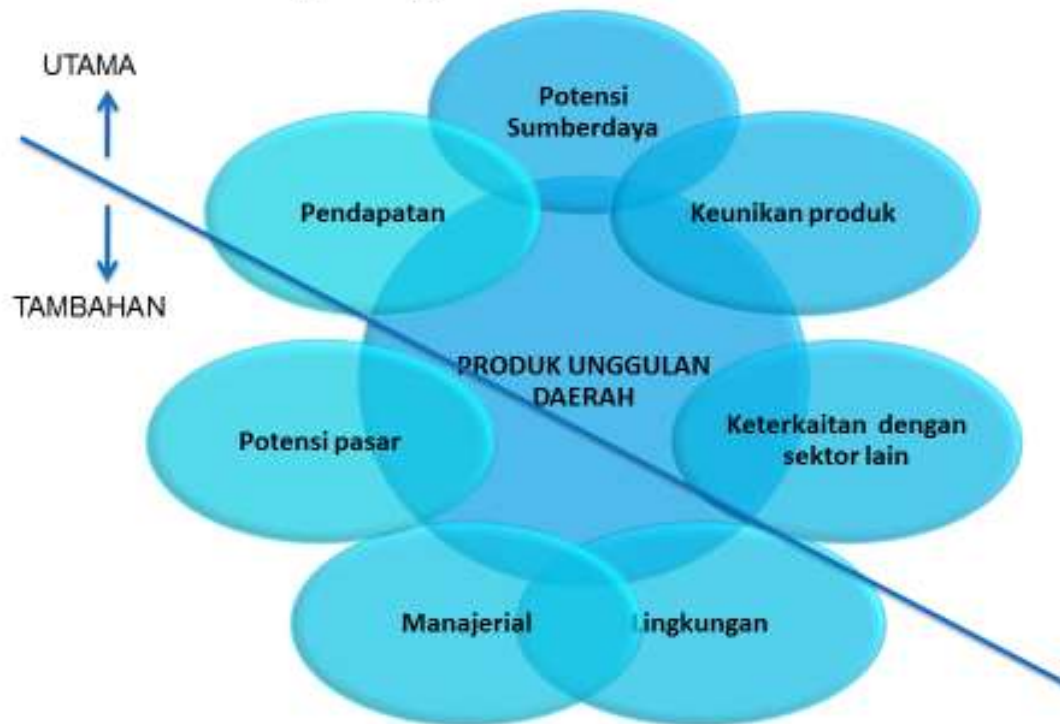 UTAMA
TAMBAHAN
Potensi
Sumberdaya
Pendapatan
Keunikan produk
PRODUK UNGGULAN
DAERAH
Potensi pasar
Keterkaitan dengan
sektor lain
Manajerial
Lingkungan